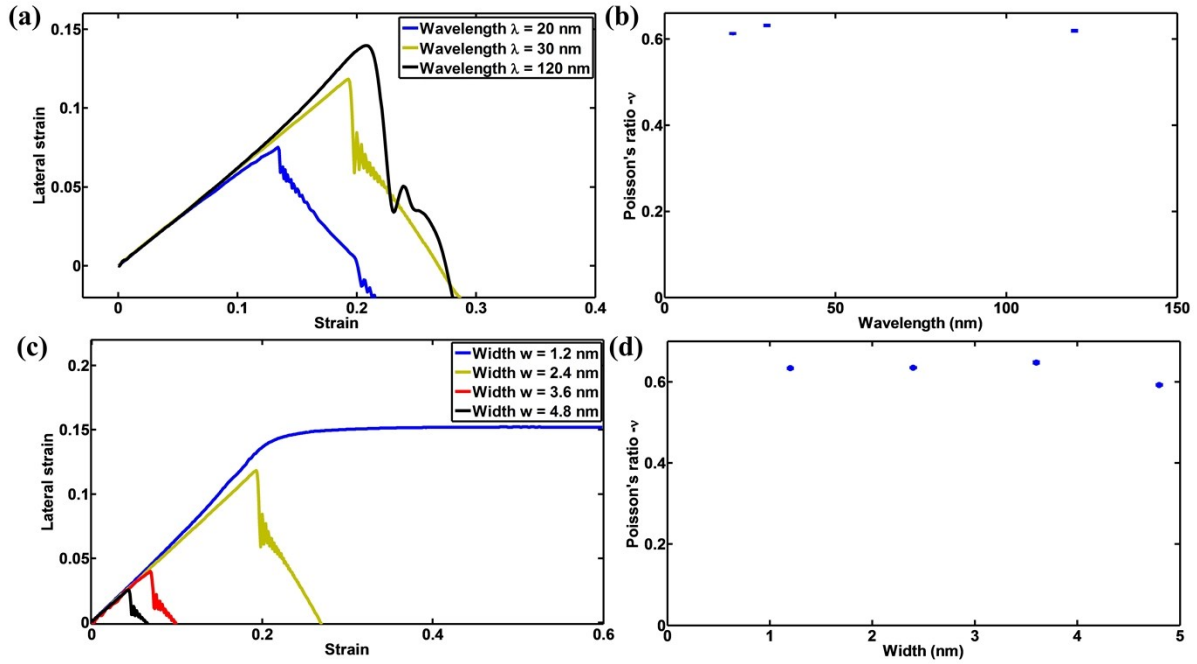 (a)
0.15
0.1
0.05
0
Lateral strain
Wavelength λ = 20 nm
Wavelength λ = 30 nm
Wavelength λ = 120 nm
0
0.1
0.2
0.3
0.4
Strain
(b)
0.6
0.4
0.2
0
Poisson's ratio -ν
0
50
100
150
Wavelength (nm)
(c)
0.2
0.15
0.1
0.05
0
Lateral strain
Width w = 1.2 nm
Width w = 2.4 nm
Width w = 3.6 nm
Width w = 4.8 nm
0
0.2
0.4
0.6
Strain
(d)
0.6
0.4
0.2
0
Poisson's ratio -ν
0
1
2
3
4
5
Width (nm)